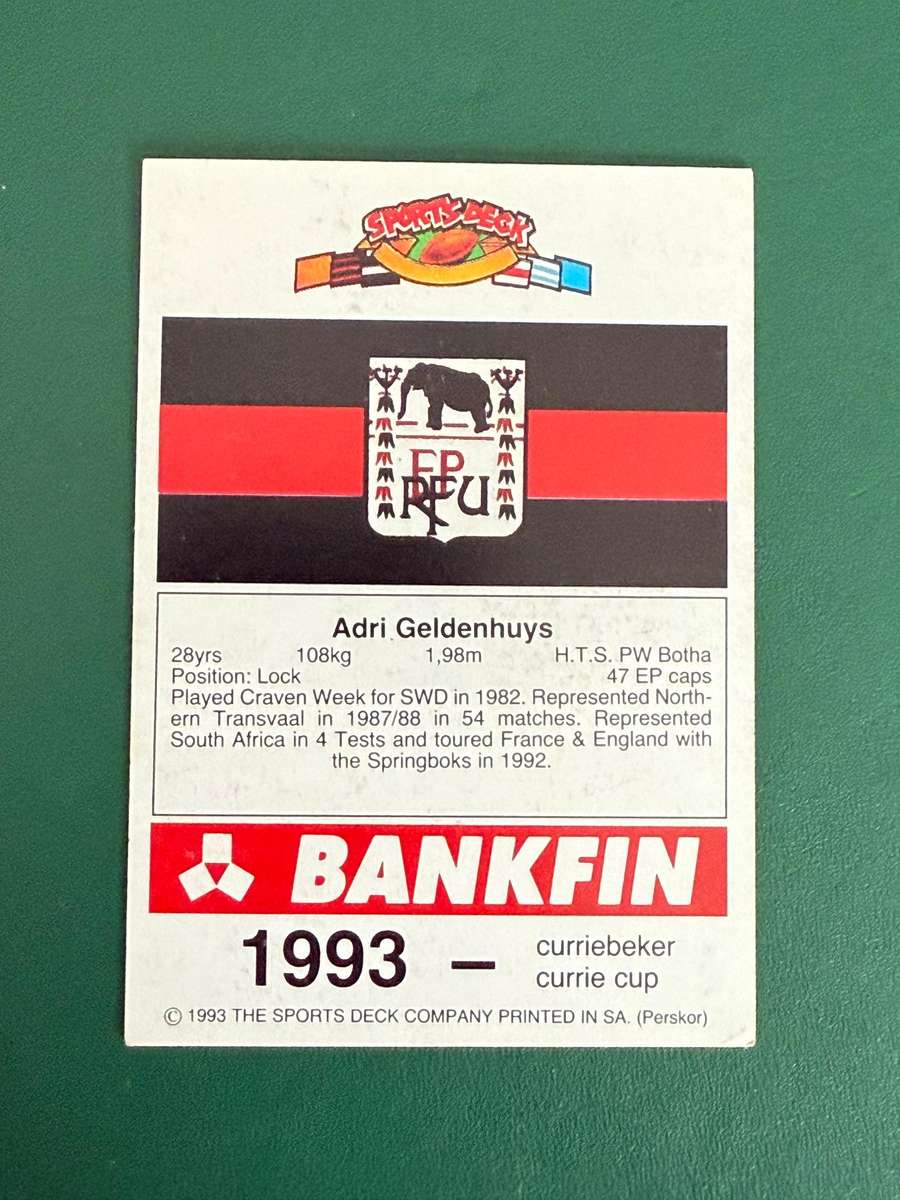 SPORTS DECK
EP
RFU
Adri Geldenhuys
28yrs 108kg 1,98m H.T.S. PW Botha
Position: Lock 47 EP caps
Played Craven Week for SWD in 1982. Represented North-
ern Transvaal in 1987/88 in 54 matches. Represented
South Africa in 4 Tests and toured France & England with
the Springboks in 1992.
BANKFIN
1993 – curriebeker
currie cup
© 1993 THE SPORTS DECK COMPANY PRINTED IN SA. (Perskor)